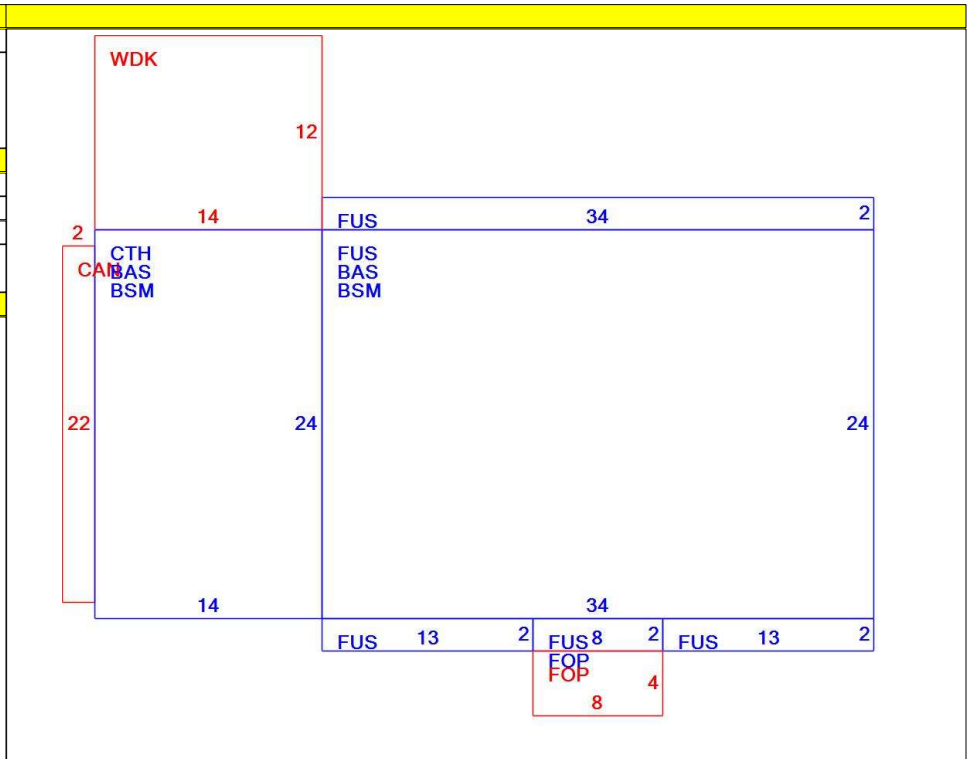 WDK
12
14
FUS 34 2
2
CAN
CTH
BAS
BSM
FUS
BAS
BSM
22
24
24
14
34
FUS 13 2
FUS 8 2
FUS 13 2
FOP
FOP
4
8